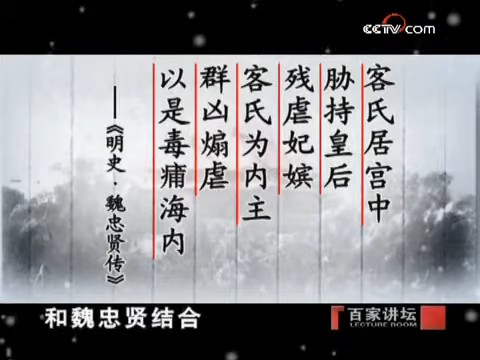 CCTV.com
客氏居宫中
胁持皇后
残虐妃嫔
客氏为内主
群凶煽虐
以是毒痡海内
——《明史·魏忠贤传》
和魏忠贤结合
百家讲坛
LECTURE ROOM